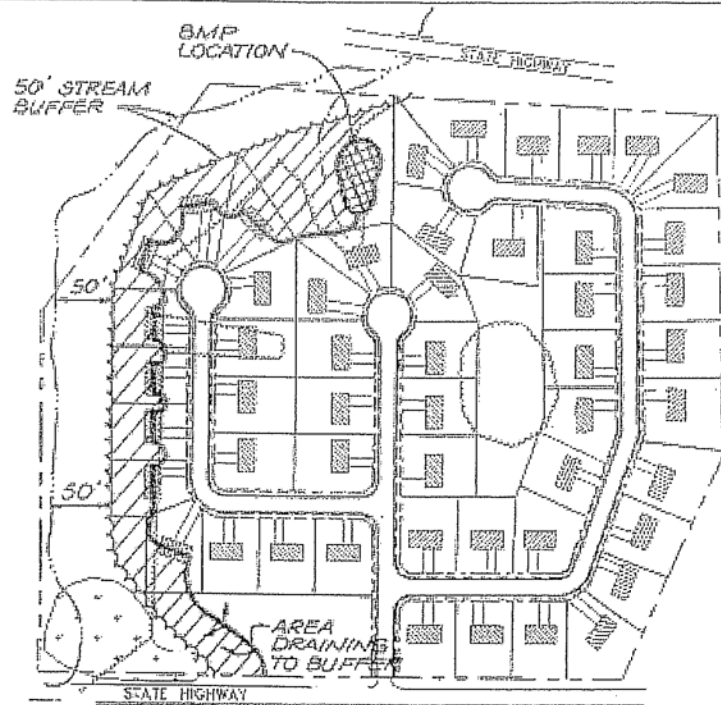 BMP
LOCATION
STATE HIGHWAY
50' STREAM
BUFFER
50'
50'
AREA
DRAINING
TO BUFFER
STATE HIGHWAY